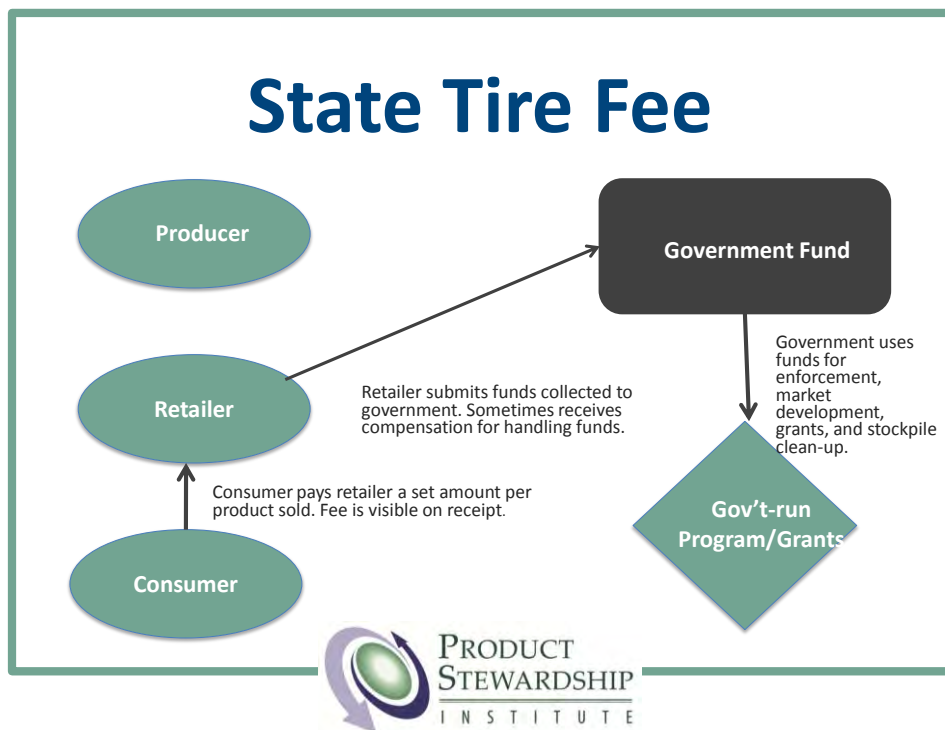 State Tire Fee
Producer
Government Fund
Government uses
funds for
enforcement,
market
development,
grants, and stockpile
clean-up.
Retailer
Retailer submits funds collected to
government. Sometimes receives
compensation for handling funds.
Consumer pays retailer a set amount per
product sold. Fee is visible on receipt.
Gov’t-run
Program/Grants
Consumer
PRODUCT
STEWARDSHIP
INSTITUTE